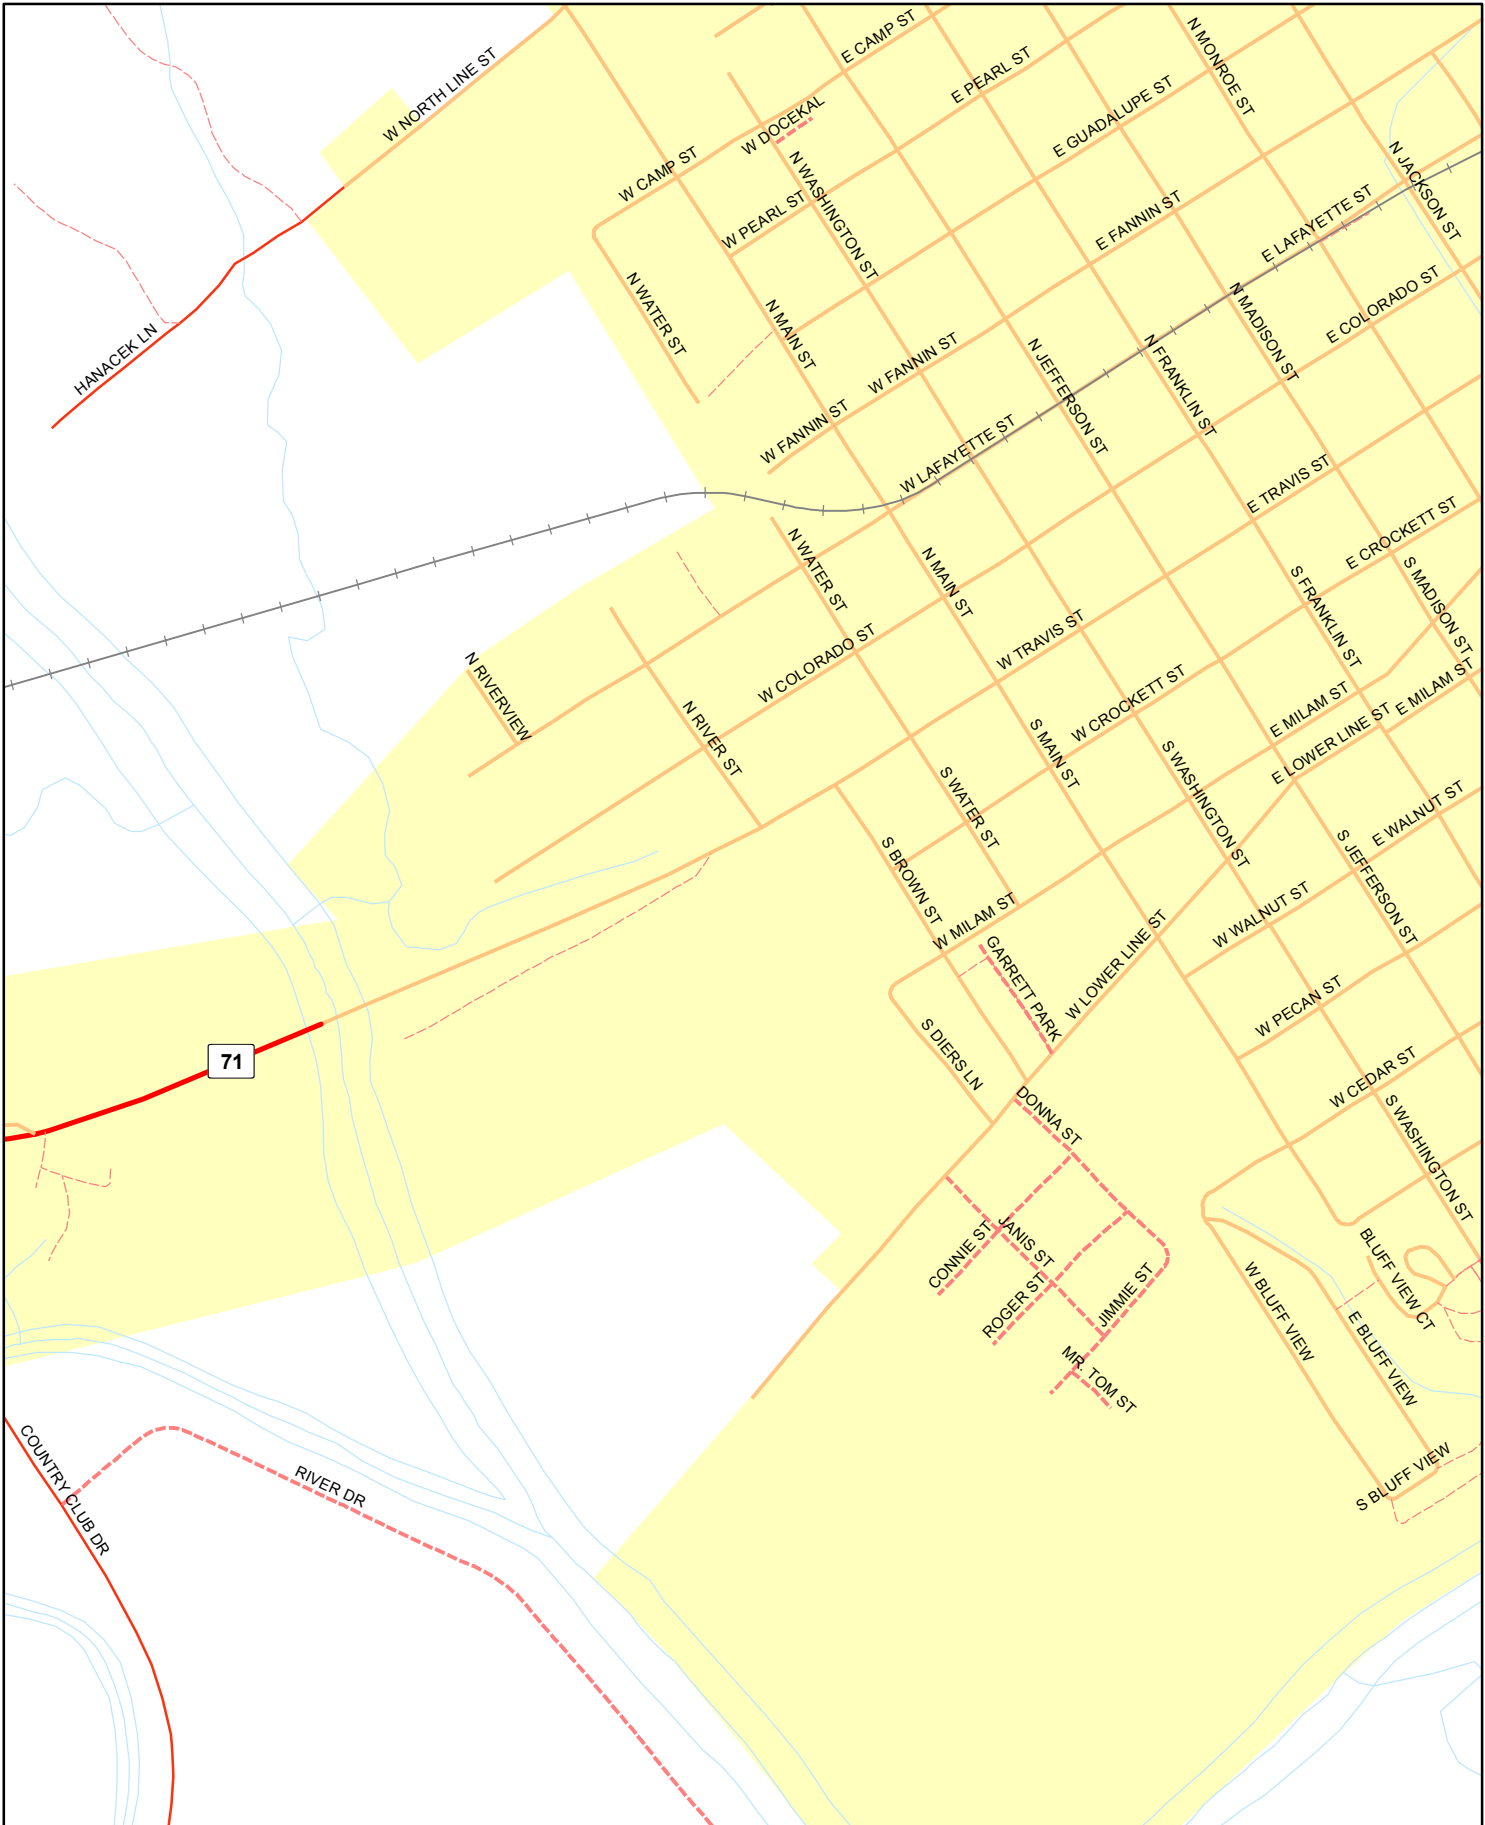 N MONROE ST
E CAMP ST
W NORTH LINE ST
E PEARL ST
E GUADALUPE ST
W DOCEKAL
N JACKSON ST
W CAMP ST
N WASHINGTON ST
W PEARL ST
E FANNIN ST
E LAFAYETTE ST
N WATER ST
N MAIN ST
N MADISON ST
E COLORADO ST
HANACEK LN
W FANNIN ST
N JEFFERSON ST
N FRANKLIN ST
W FANNIN ST
W LAFAYETTE ST
E TRAVIS ST
E CROCKETT ST
N WATER ST
N MAIN ST
S FRANKLIN ST
S MADISON ST
W TRAVIS ST
W COLORADO ST
N RIVERVIEW
W CROCKETT ST
E MILAM ST
E MILAM ST
N RIVER ST
E LOWER LINE ST
S MAIN ST
S WASHINGTON ST
S WATER ST
E WALNUT ST
S BROWN ST
S JEFFERSON ST
W WALNUT ST
W MILAM ST
W LOWER LINE ST
GARRETT PARK
W PECAN ST
S DIERS LN
71
W CEDAR ST
DONNA ST
S WASHINGTON ST
CONNIE ST
JANIS ST
BLUFF VIEW CT
ROGER ST
JIMMIE ST
W BLUFF VIEW
E BLUFF VIEW
MR. TOM ST
COUNTRY CLUB DR
RIVER DR
S BLUFF VIEW